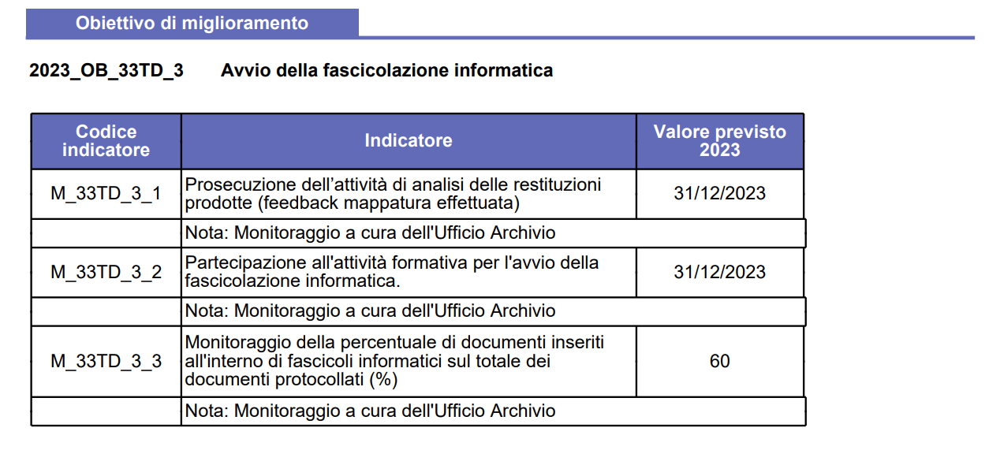 Obiettivo di miglioramento
2023_OB_33TD_3 Avvio della fascicolazione informatica
Codice
indicatore
Indicatore
Valore previsto
2023
M_33TD_3_1
Prosecuzione dell’attività di analisi delle restituzioni
prodotte (feedback mappatura effettuata)
31/12/2023
Nota: Monitoraggio a cura dell'Ufficio Archivio
M_33TD_3_2
Partecipazione all'attività formativa per l'avvio della
fascicolazione informatica.
31/12/2023
Nota: Monitoraggio a cura dell'Ufficio Archivio
M_33TD_3_3
Monitoraggio della percentuale di documenti inseriti
all'interno di fascicoli informatici sul totale dei
documenti protocollati (%)
60
Nota: Monitoraggio a cura dell'Ufficio Archivio